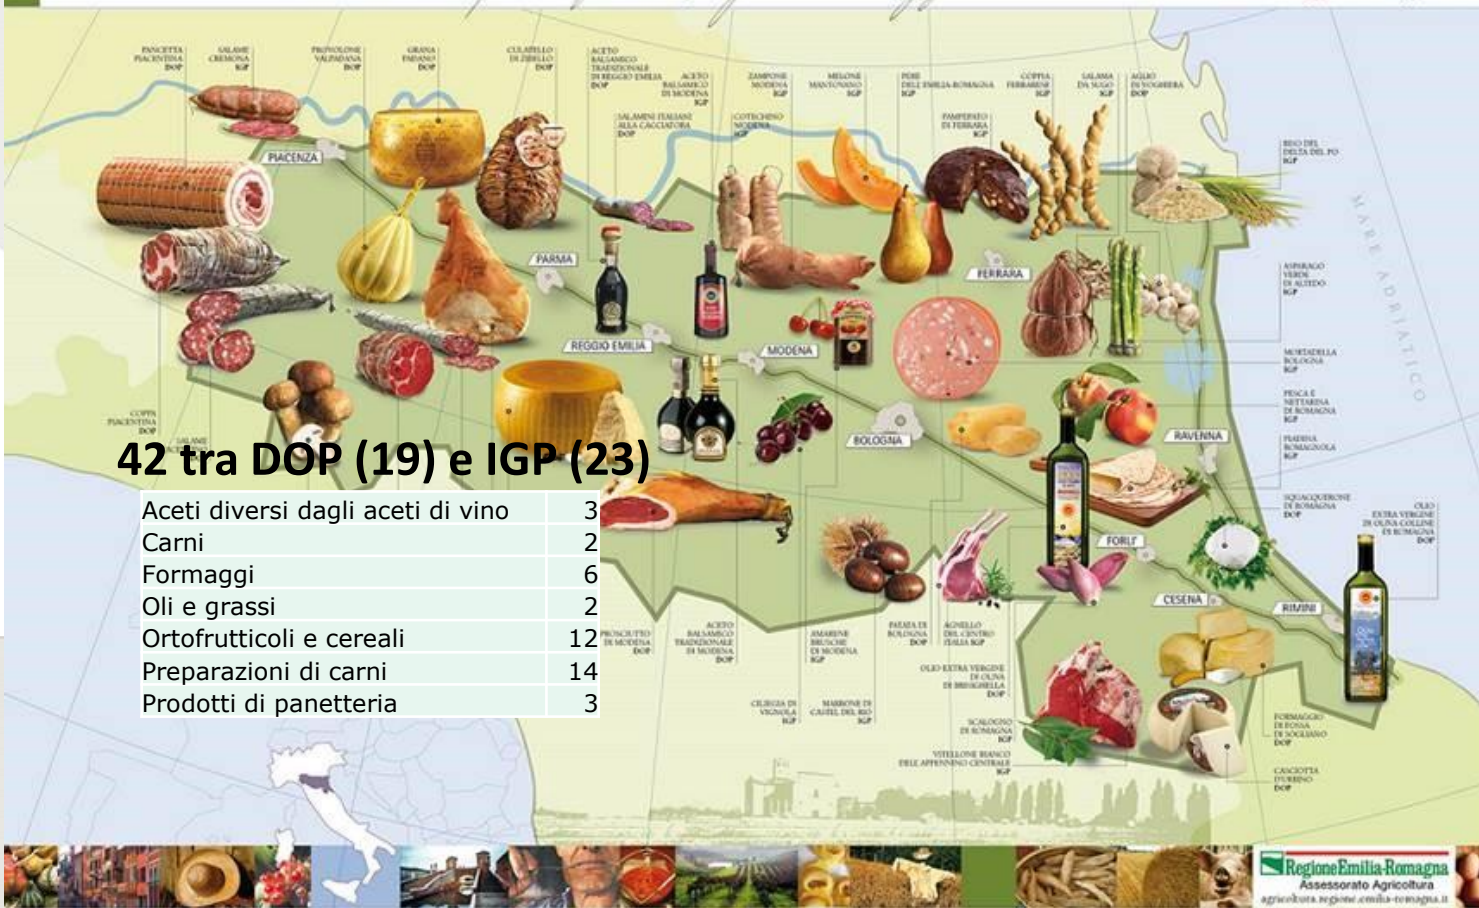 PANCETTA
PIACENTINA
DOP
SALAME
CREMONA
IGP
PROVOLONE
VALPADANA
DOP
GRANA
PADANO
DOP
CULATELLO
DI ZIBELLO
DOP
ACETO
BALSAMICO
TRADIZIONALE
DI REGGIO EMILIA
DOP
ACETO
BALSAMICO
DI MODENA
IGP
SALAMINI ITALIANI
ALLA CACCIATORA
DOP
ZAMPONE
MODENA
IGP
COTECHINO
MODENA
IGP
MELONE
MANTOVANO
IGP
PERE
DELL'EMILIA-ROMAGNA
IGP
PAMPEPATO
DI FERRARA
IGP
COPPIA
FERRARESE
IGP
SALAMA
DA SUGO
IGP
AGLIO
DI VOGHIERA
DOP
RISO DEL
DELTA DEL PO
IGP
MARE ADRIATICO
ASPARAGO
VERDE
DI ALTEDO
IGP
MORTADELLA
BOLOGNA
IGP
PESCA E
NETTARINA
DI ROMAGNA
IGP
PIADINA
ROMAGNOLA
IGP
SQUACQUERONE
DI ROMAGNA
DOP
OLIO
EXTRA VERGINE
DI OLIVA COLLINE
DI ROMAGNA
DOP
PIACENZA
PARMA
REGGIO EMILIA
MODENA
BOLOGNA
FERRARA
RAVENNA
FORLI'
CESENA
RIMINI
COPPA
PIACENTINA
DOP
SALAME
42 tra DOP (19) e IGP (23)
Aceti diversi dagli aceti di vino 3
Carni 2
Formaggi 6
Oli e grassi 2
Ortofrutticoli e cereali 12
Preparazioni di carni 14
Prodotti di panetteria 3
PROSCIUTTO
DI MODENA
DOP
ACETO
BALSAMICO
TRADIZIONALE
DI MODENA
DOP
CILIEGIA DI
VIGNOLA
IGP
AMARENE
BRUSCHE
DI MODENA
IGP
MARRONE DI
CASTEL DEL RIO
IGP
PATATA DI
BOLOGNA
DOP
AGNELLO
DEL CENTRO
ITALIA IGP
OLIO EXTRA VERGINE
DI OLIVA
DI BRISIGHELLA
DOP
SCALOGNO
DI ROMAGNA
IGP
VITELLONE BIANCO
DELL'APPENNINO CENTRALE
IGP
FORMAGGIO
DI FOSSA
DI SOGLIANO
DOP
CASCIOTTA
D'URBINO
DOP
RegioneEmilia-Romagna
Assessorato Agricoltura
agricoltura.regione.emilia-romagna.it